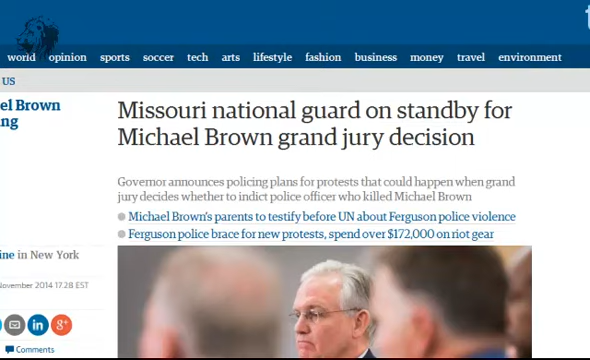 world opinion sports soccer tech arts lifestyle fashion business money travel environment
US
el Brown
ng
Missouri national guard on standby for
Michael Brown grand jury decision
Governor announces policing plans for protests that could happen when grand
jury decides whether to indict police officer who killed Michael Brown
Michael Brown's parents to testify before UN about Ferguson police violence
Ferguson police brace for new protests, spend over $172,000 on riot gear
ine in New York
November 2014 17.28 EST
in g+
Comments